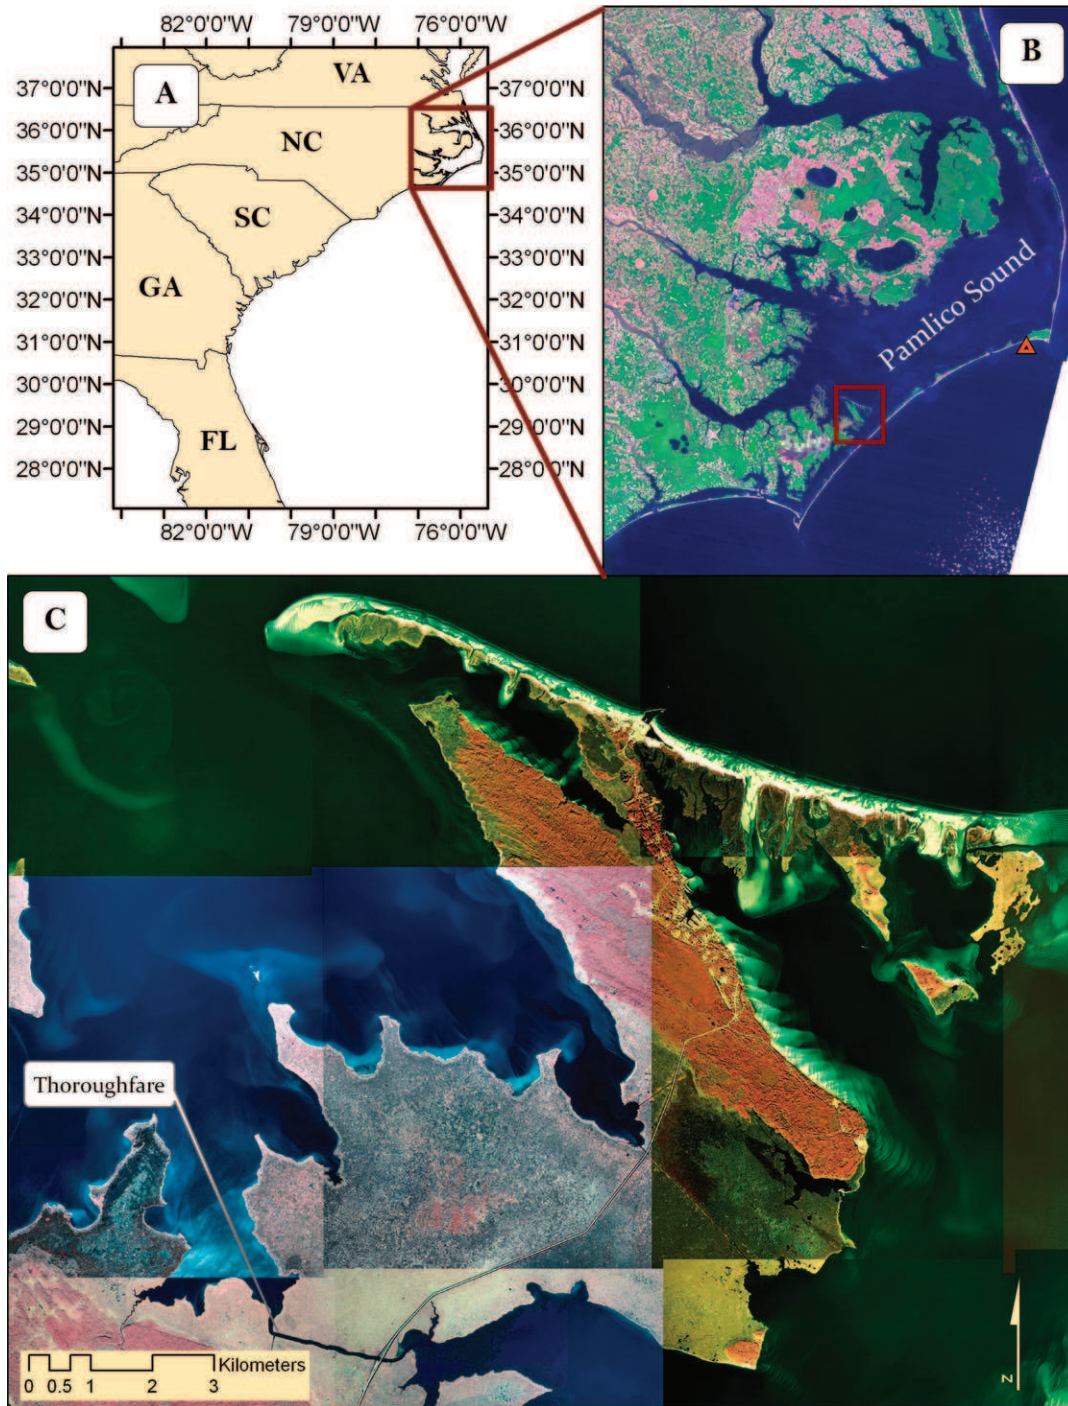 82°0'0"W 79°0'0"W 76°0'0"W
A
VA
37°0'0"N 37°0'0"N
36°0'0"N 36°0'0"N
NC
35°0'0"N 35°0'0"N
SC
34°0'0"N 34°0'0"N
33°0'0"N 33°0'0"N
GA
32°0'0"N 32°0'0"N
31°0'0"N 31°0'0"N
30°0'0"N 30°0'0"N
29°0'0"N 29°0'0"N
FL
28°0'0"N 28°0'0"N
82°0'0"W 79°0'0"W 76°0'0"W
B
Pamlico Sound
C
Thoroughfare
Kilometers
0 0.5 1 2 3
N